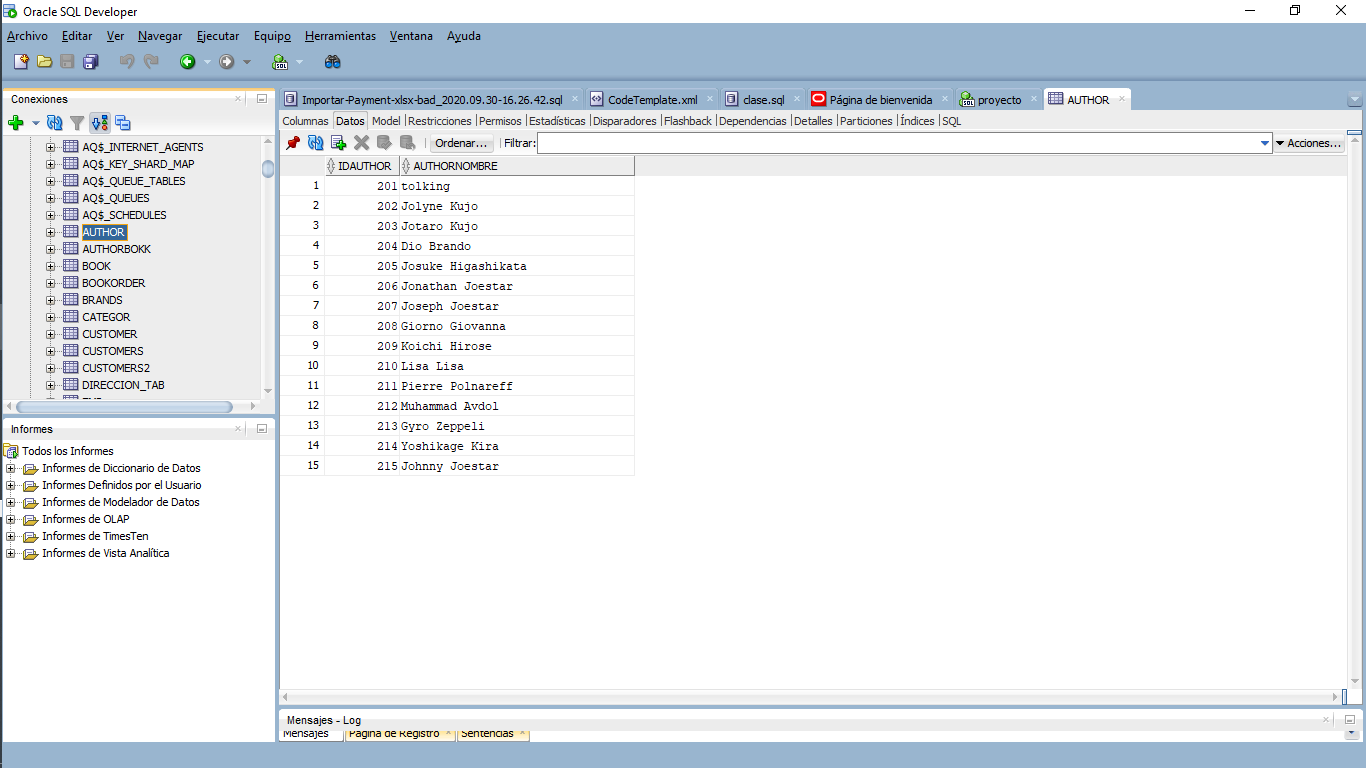 Oracle SQL Developer
Archivo Editar Ver Navegar Ejecutar Equipo Herramientas Ventana Ayuda
Conexiones
AQ$_INTERNET_AGENTS
AQ$_KEY_SHARD_MAP
AQ$_QUEUE_TABLES
AQ$_QUEUES
AQ$_SCHEDULES
AUTHOR
AUTHORBOKK
BOOK
BOOKORDER
BRANDS
CATEGOR
CUSTOMER
CUSTOMERS
CUSTOMERS2
DIRECCION_TAB
Informes
Todos los Informes
Informes de Diccionario de Datos
Informes Definidos por el Usuario
Informes de Modelador de Datos
Informes de OLAP
Informes de TimesTen
Informes de Vista Analítica
Importar-Payment-xlsx-bad_2020.09.30-16.26.42.sql CodeTemplate.xml clase.sql Página de bienvenida proyecto AUTHOR
Columnas Datos Model Restricciones Permisos Estadísticas Disparadores Flashback Dependencias Detalles Particiones Índices SQL
Ordenar... Filtrar: Acciones...
IDAUTHOR AUTHORNOMBRE
1 201 tolking
2 202 Jolyne Kujo
3 203 Jotaro Kujo
4 204 Dio Brando
5 205 Josuke Higashikata
6 206 Jonathan Joestar
7 207 Joseph Joestar
8 208 Giorno Giovanna
9 209 Koichi Hirose
10 210 Lisa Lisa
11 211 Pierre Polnareff
12 212 Muhammad Avdol
13 213 Gyro Zeppeli
14 214 Yoshikage Kira
15 215 Johnny Joestar
Mensajes - Log
Mensajes Página de Registro Sentencias